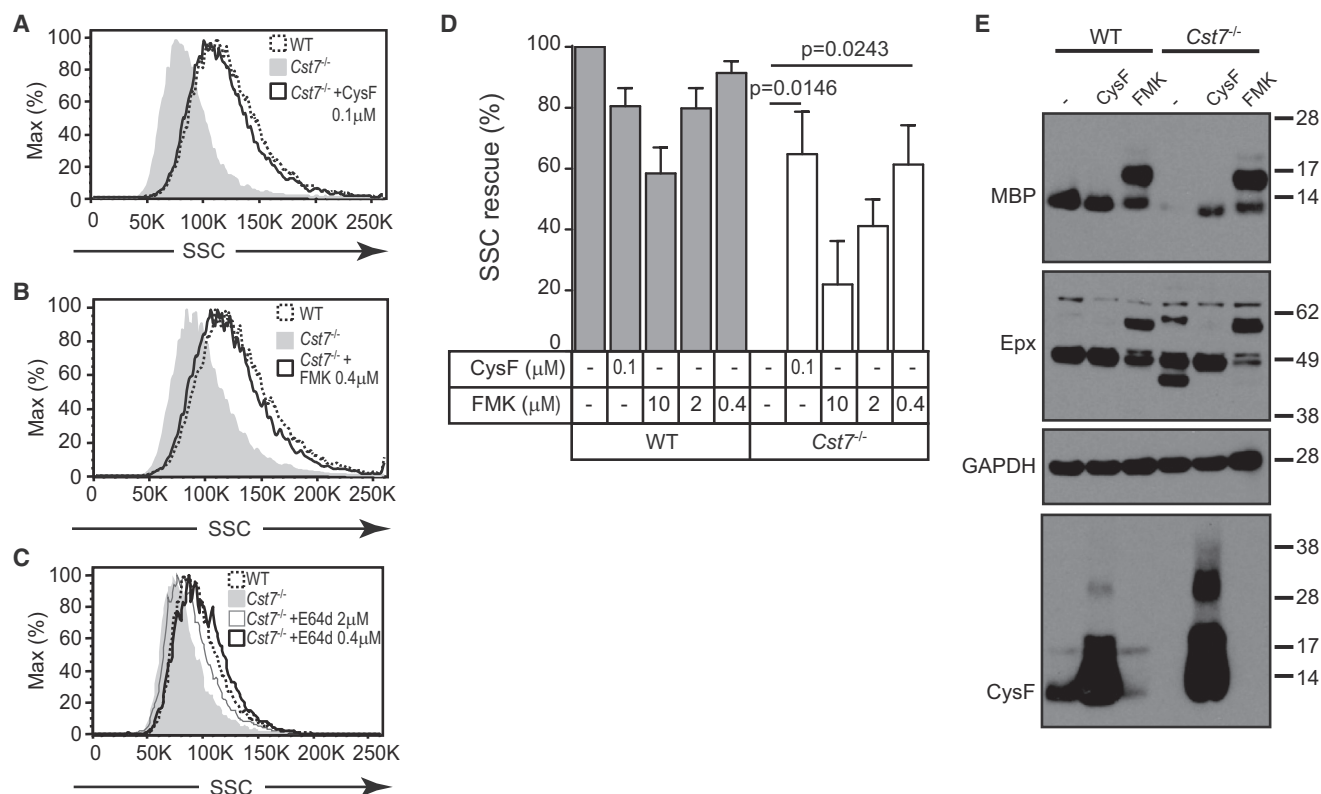 A
Max (%)
100
80
60
40
20
0
WT
Cst7-/-
Cst7-/- +CysF
0.1μM
0 50K 100K 150K 200K 250K
SSC
B
Max (%)
100
80
60
40
20
0
WT
Cst7-/-
Cst7-/- +
FMK 0.4μM
0 50K 100K 150K 200K 250K
SSC
C
Max (%)
100
80
60
40
20
0
WT
Cst7-/-
Cst7-/- +E64d 2μM
Cst7-/- +E64d 0.4μM
0 50K 100K 150K 200K 250K
SSC
D
SSC rescue (%)
100
80
60
40
20
0
p=0.0243
p=0.0146
CysF (μM) - 0.1 - - - - 0.1 - - -
FMK (μM) - - 10 2 0.4 - - 10 2 0.4
WT Cst7-/-
E
WT Cst7-/-
- CysF FMK - CysF FMK
MBP
28
17
14
Epx
62
49
38
GAPDH
28
CysF
38
28
17
14